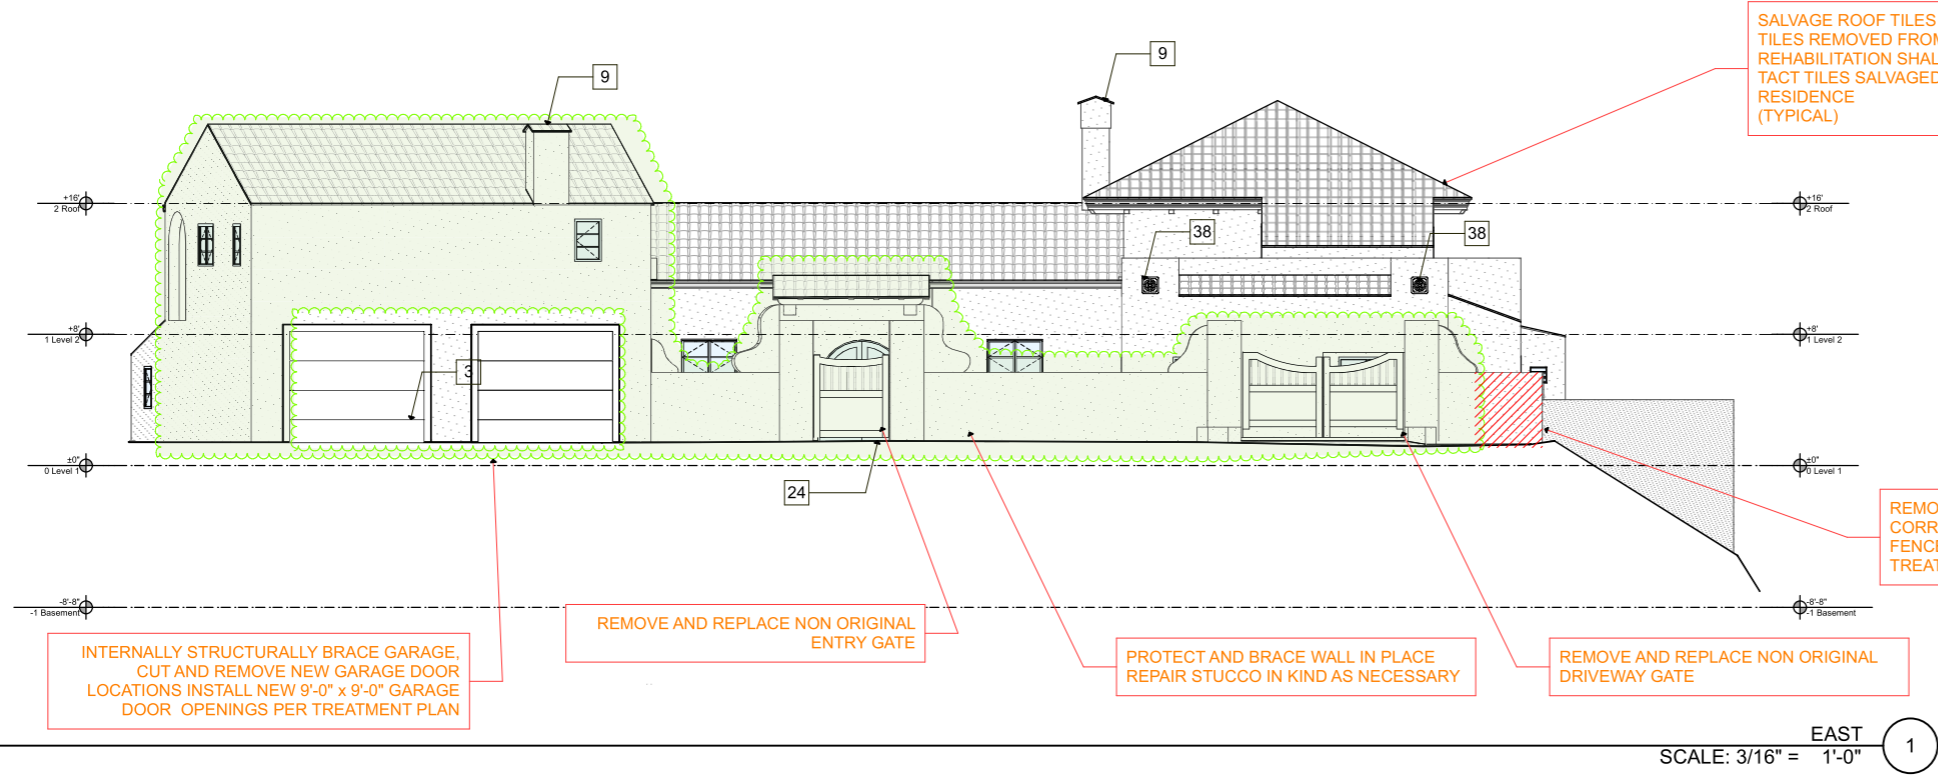 SALVAGE ROOF TILES
TILES REMOVED FROM
REHABILITATION SHAL
TACT TILES SALVAGED
RESIDENCE
(TYPICAL)
9
9
+16'
2 Roof
+16'
2 Roof
38
38
+8'
1 Level 2
+8'
1 Level 2
3
±0"
0 Level 1
±0"
0 Level 1
24
REMO
CORR
FENCE
TREAT
-8'-8"
-1 Basement
-8'-8"
-1 Basement
INTERNALLY STRUCTURALLY BRACE GARAGE,
CUT AND REMOVE NEW GARAGE DOOR
LOCATIONS INSTALL NEW 9'-0" x 9'-0" GARAGE
DOOR OPENINGS PER TREATMENT PLAN
REMOVE AND REPLACE NON ORIGINAL
ENTRY GATE
PROTECT AND BRACE WALL IN PLACE
REPAIR STUCCO IN KIND AS NECESSARY
REMOVE AND REPLACE NON ORIGINAL
DRIVEWAY GATE
EAST
SCALE: 3/16" = 1'-0"
1